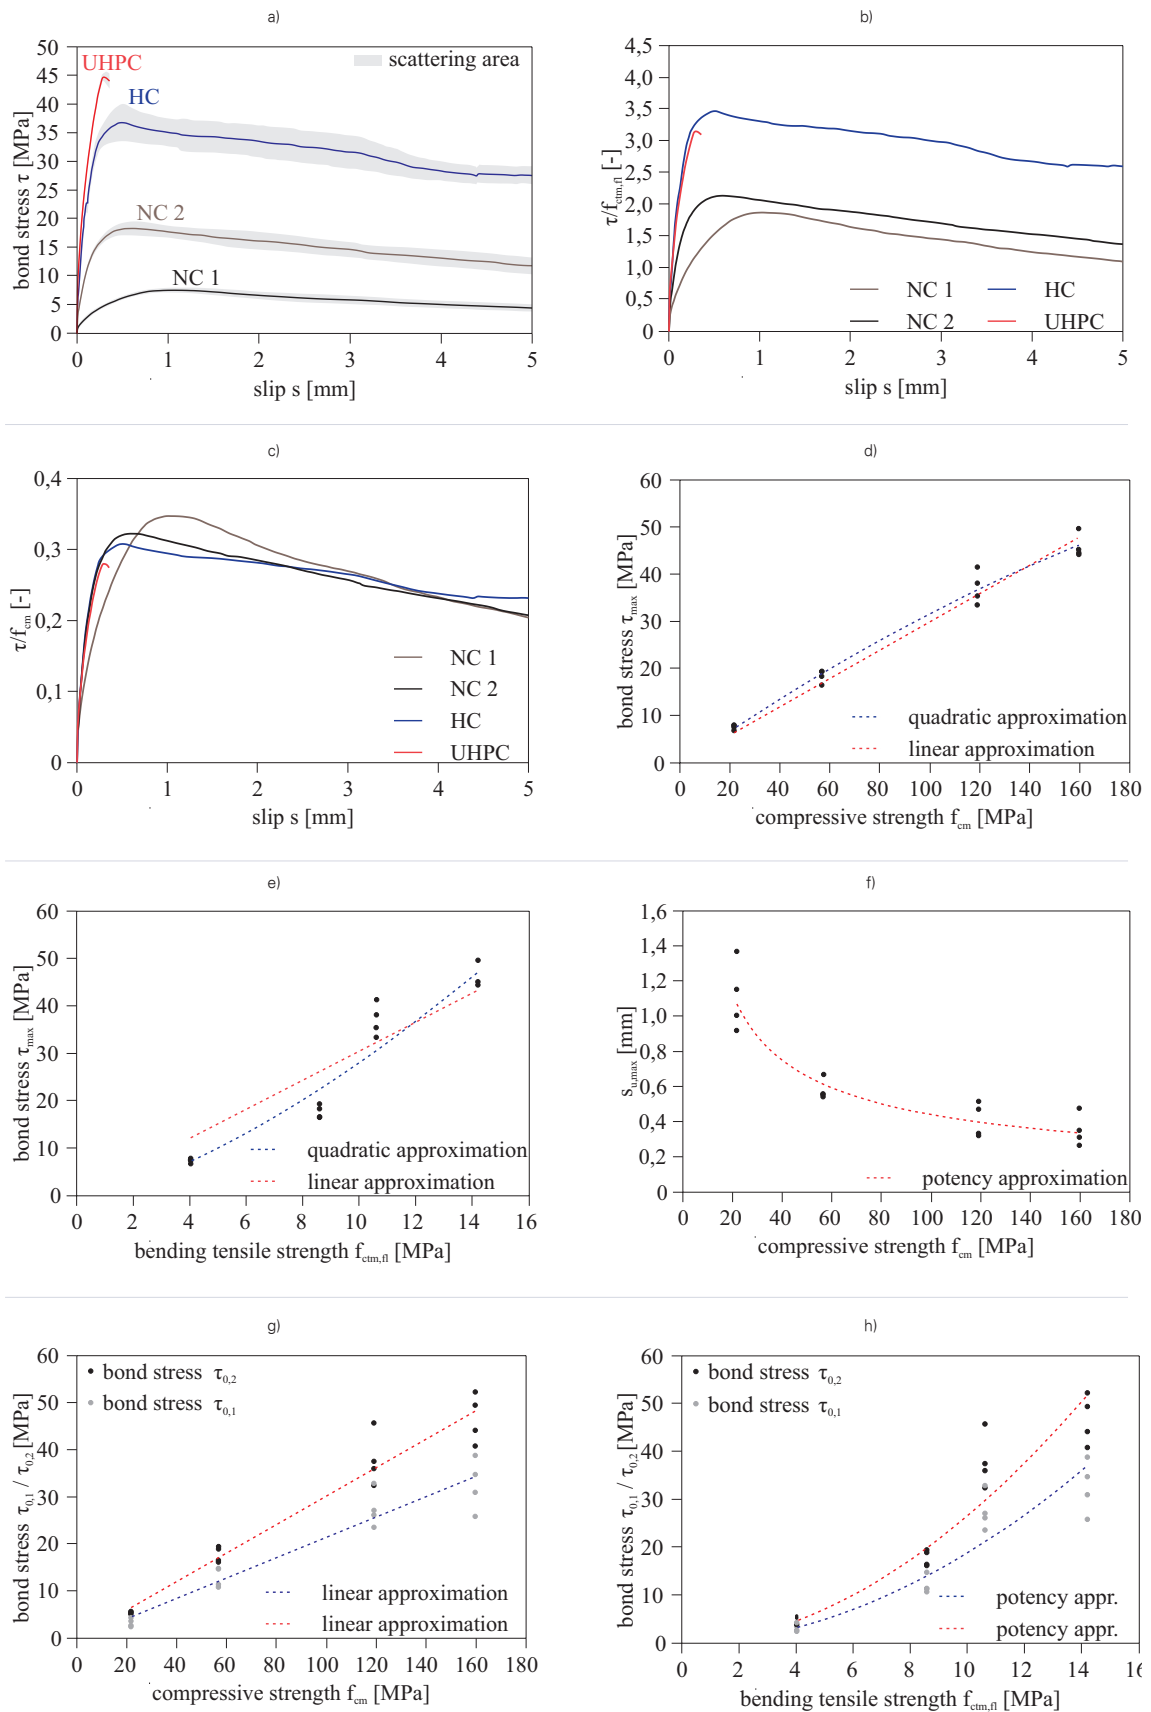 a)
50
45
40
35
30
25
20
15
10
5
0
bond stress τ [MPa]
UHPC
HC
NC 2
NC 1
scattering area
0 1 2 3 4 5
slip s [mm]
b)
4,5
4,0
3,5
3,0
2,5
2,0
1,5
1,0
0,5
0
τ/f_ctm,fl [-]
NC 1
NC 2
HC
UHPC
0 1 2 3 4 5
slip s [mm]
c)
0,4
0,3
0,2
0,1
0
τ/f_cm [-]
NC 1
NC 2
HC
UHPC
0 1 2 3 4 5
slip s [mm]
d)
60
50
40
30
20
10
0
bond stress τ_max [MPa]
quadratic approximation
linear approximation
0 20 40 60 80 100 120 140 160 180
compressive strength f_cm [MPa]
e)
60
50
40
30
20
10
0
bond stress τ_max [MPa]
quadratic approximation
linear approximation
0 2 4 6 8 10 12 14 16
bending tensile strength f_ctm,fl [MPa]
f)
1,6
1,4
1,2
1,0
0,8
0,6
0,4
0,2
0
s_u,max [mm]
potency approximation
0 20 40 60 80 100 120 140 160 180
compressive strength f_cm [MPa]
g)
60
50
40
30
20
10
0
bond stress τ_0,1 / τ_0,2 [MPa]
bond stress τ_0,2
bond stress τ_0,1
linear approximation
linear approximation
0 20 40 60 80 100 120 140 160 180
compressive strength f_cm [MPa]
h)
60
50
40
30
20
10
0
bond stress τ_0,1 / τ_0,2 [MPa]
bond stress τ_0,2
bond stress τ_0,1
potency appr.
potency appr.
0 2 4 6 8 10 12 14 16
bending tensile strength f_ctm,fl [MPa]